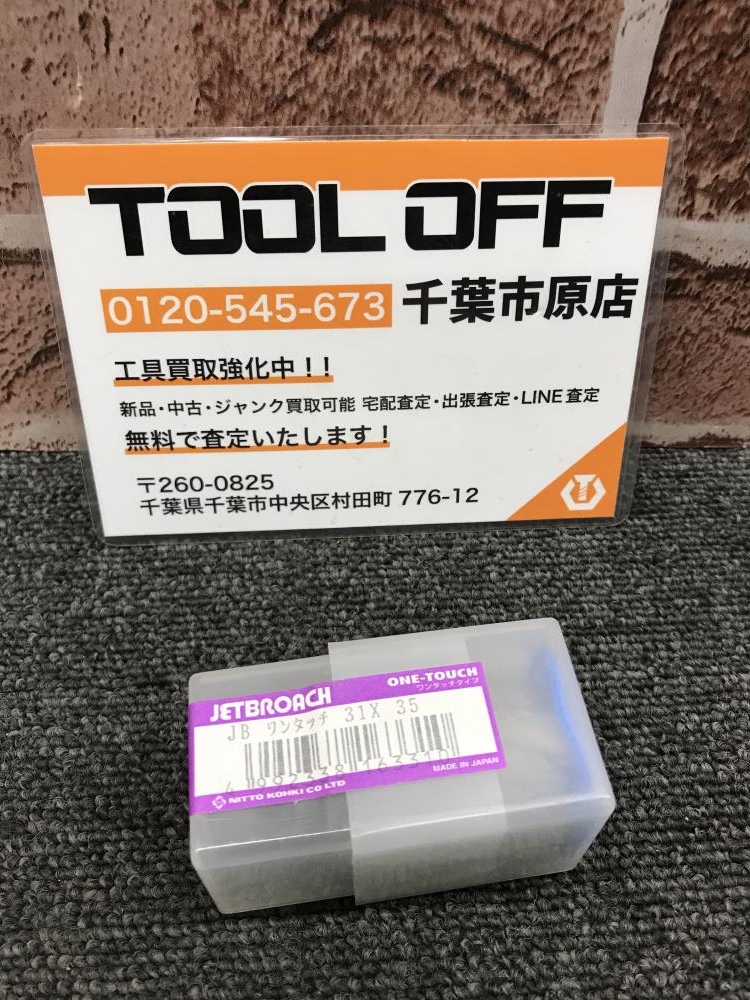 TOOL OFF
0120-545-673 千葉市原店
工具買取強化中！！
新品・中古・ジャンク買取可能 宅配査定・出張査定・LINE査定
無料で査定いたします！
〒260-0825
千葉県千葉市中央区村田町 776-12
JETBROACH ONE-TOUCH
ワンタッチタイプ
JB ワンタッチ 31X 35
4 992338 163310
MADE IN JAPAN
NITTO KOHKI CO LTD